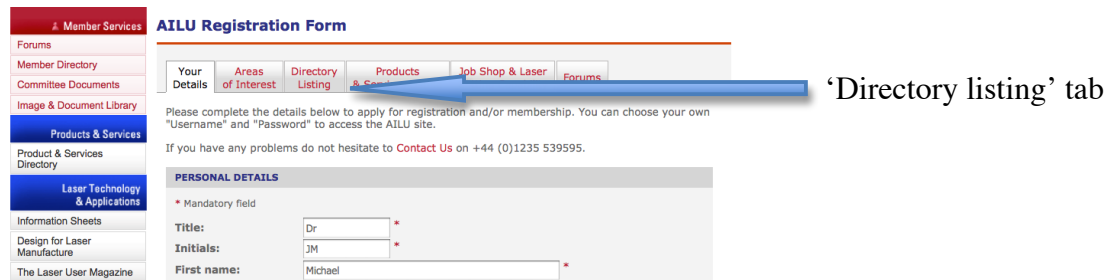 Member Services
Forums
Member Directory
Committee Documents
Image & Document Library
Products & Services
Product & Services
Directory
Laser Technology
& Applications
Information Sheets
Design for Laser
Manufacture
The Laser User Magazine
AILU Registration Form
Your
Details
Areas
of Interest
Directory
Listing
Products
&
Job Shop & Laser
Forums
'Directory listing' tab
Please complete the details below to apply for registration and/or membership. You can choose your own
"Username" and "Password" to access the AILU site.
If you have any problems do not hesitate to Contact Us on +44 (0)1235 539595.
PERSONAL DETAILS
* Mandatory field
Title: Dr *
Initials: JM *
First name: Michael *